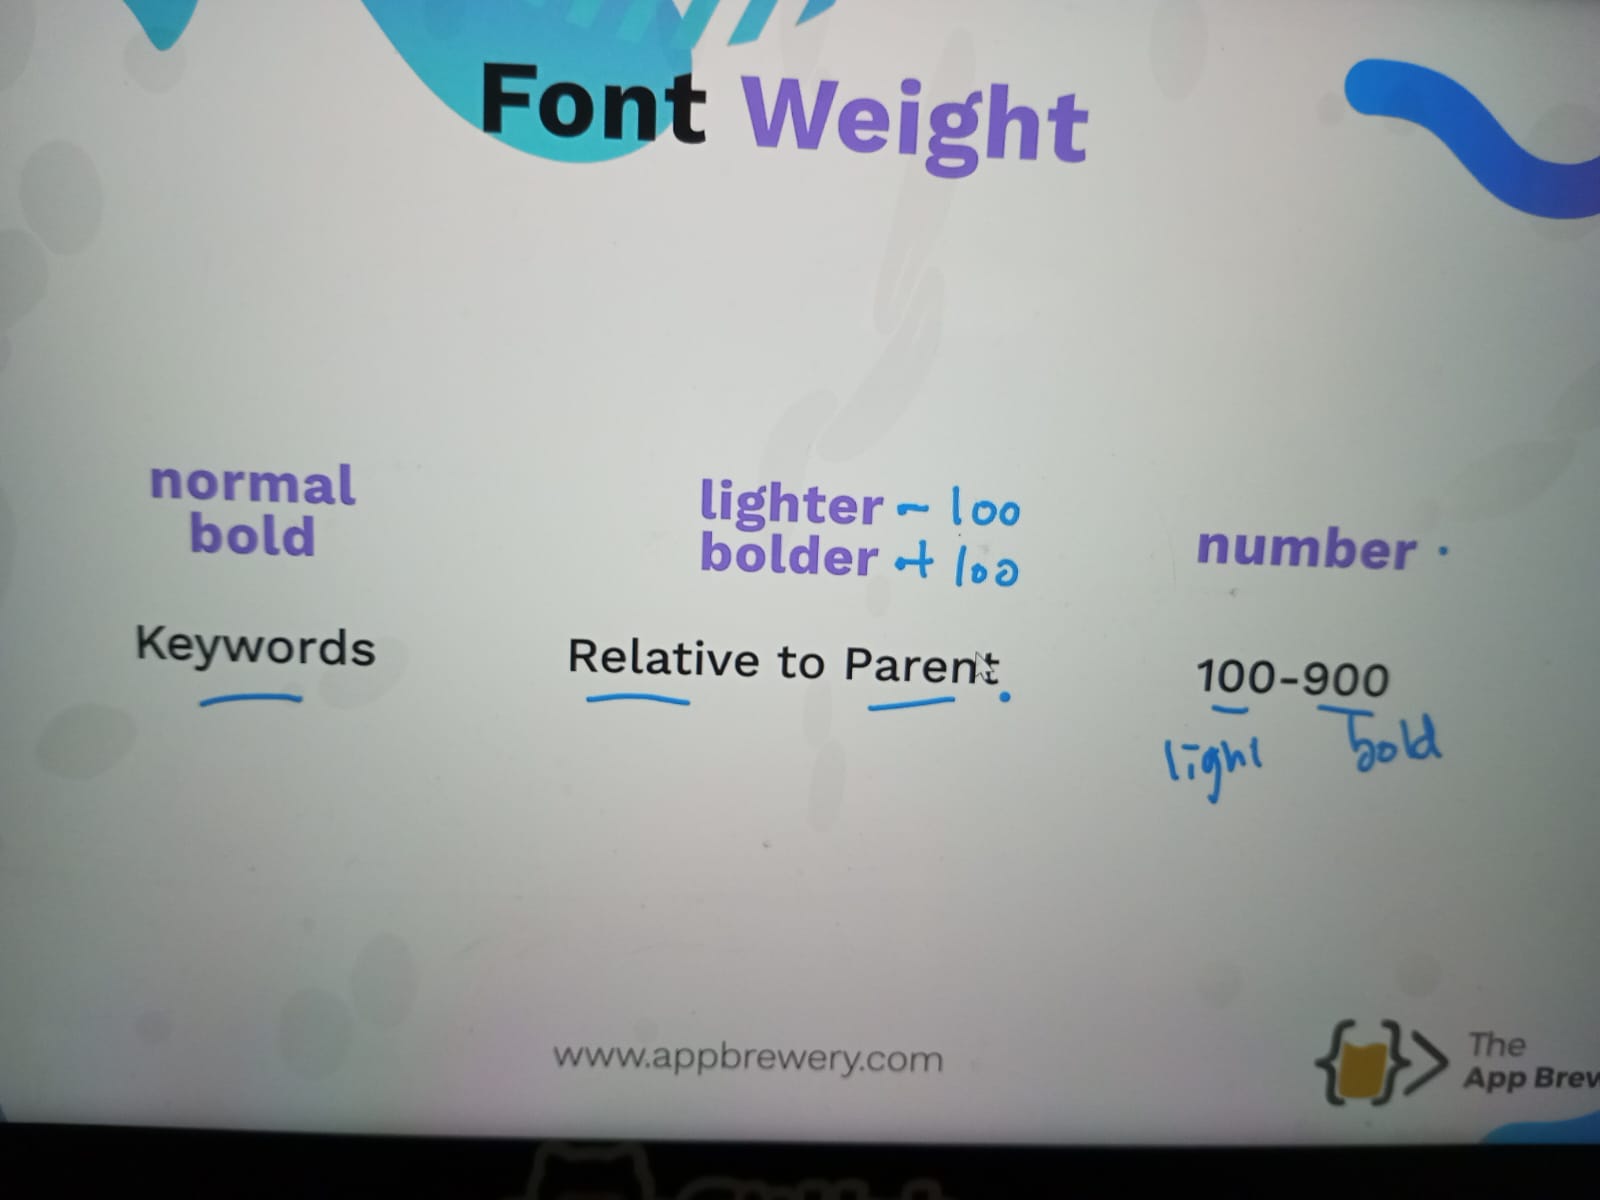 Font Weight
normal
bold
Keywords
lighter - 100
bolder + 100
Relative to Parent
number
100-900
light bold
www.appbrewery.com
The
App Brew